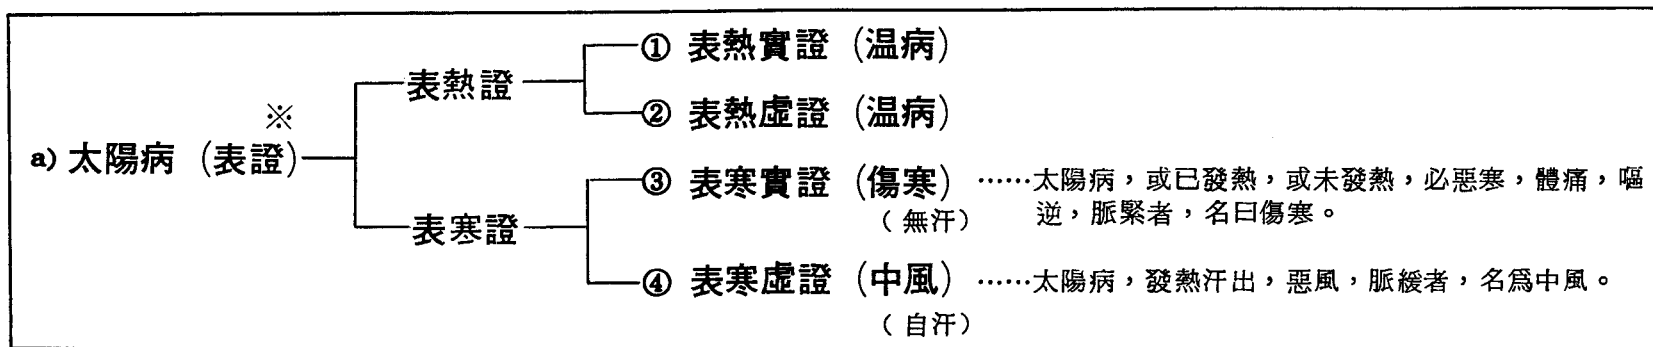 ① 表熱實證（温病）
表熱證
② 表熱虛證（温病）
※
a) 太陽病（表證）
③ 表寒實證（傷寒）……太陽病，或已發熱，或未發熱，必惡寒，體痛，嘔
（無汗）逆，脈緊者，名曰傷寒。
表寒證
④ 表寒虛證（中風）……太陽病，發熱汗出，惡風，脈緩者，名爲中風。
（自汗）